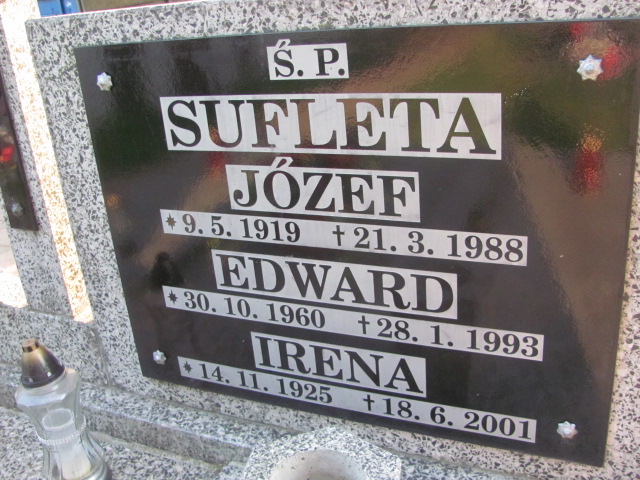 Ś. P.
SUFLETA
JÓZEF
* 9. 5. 1919 † 21. 3. 1988
EDWARD
* 30. 10. 1960 † 28. 1. 1993
IRENA
* 14. 11. 1925 † 18. 6. 2001